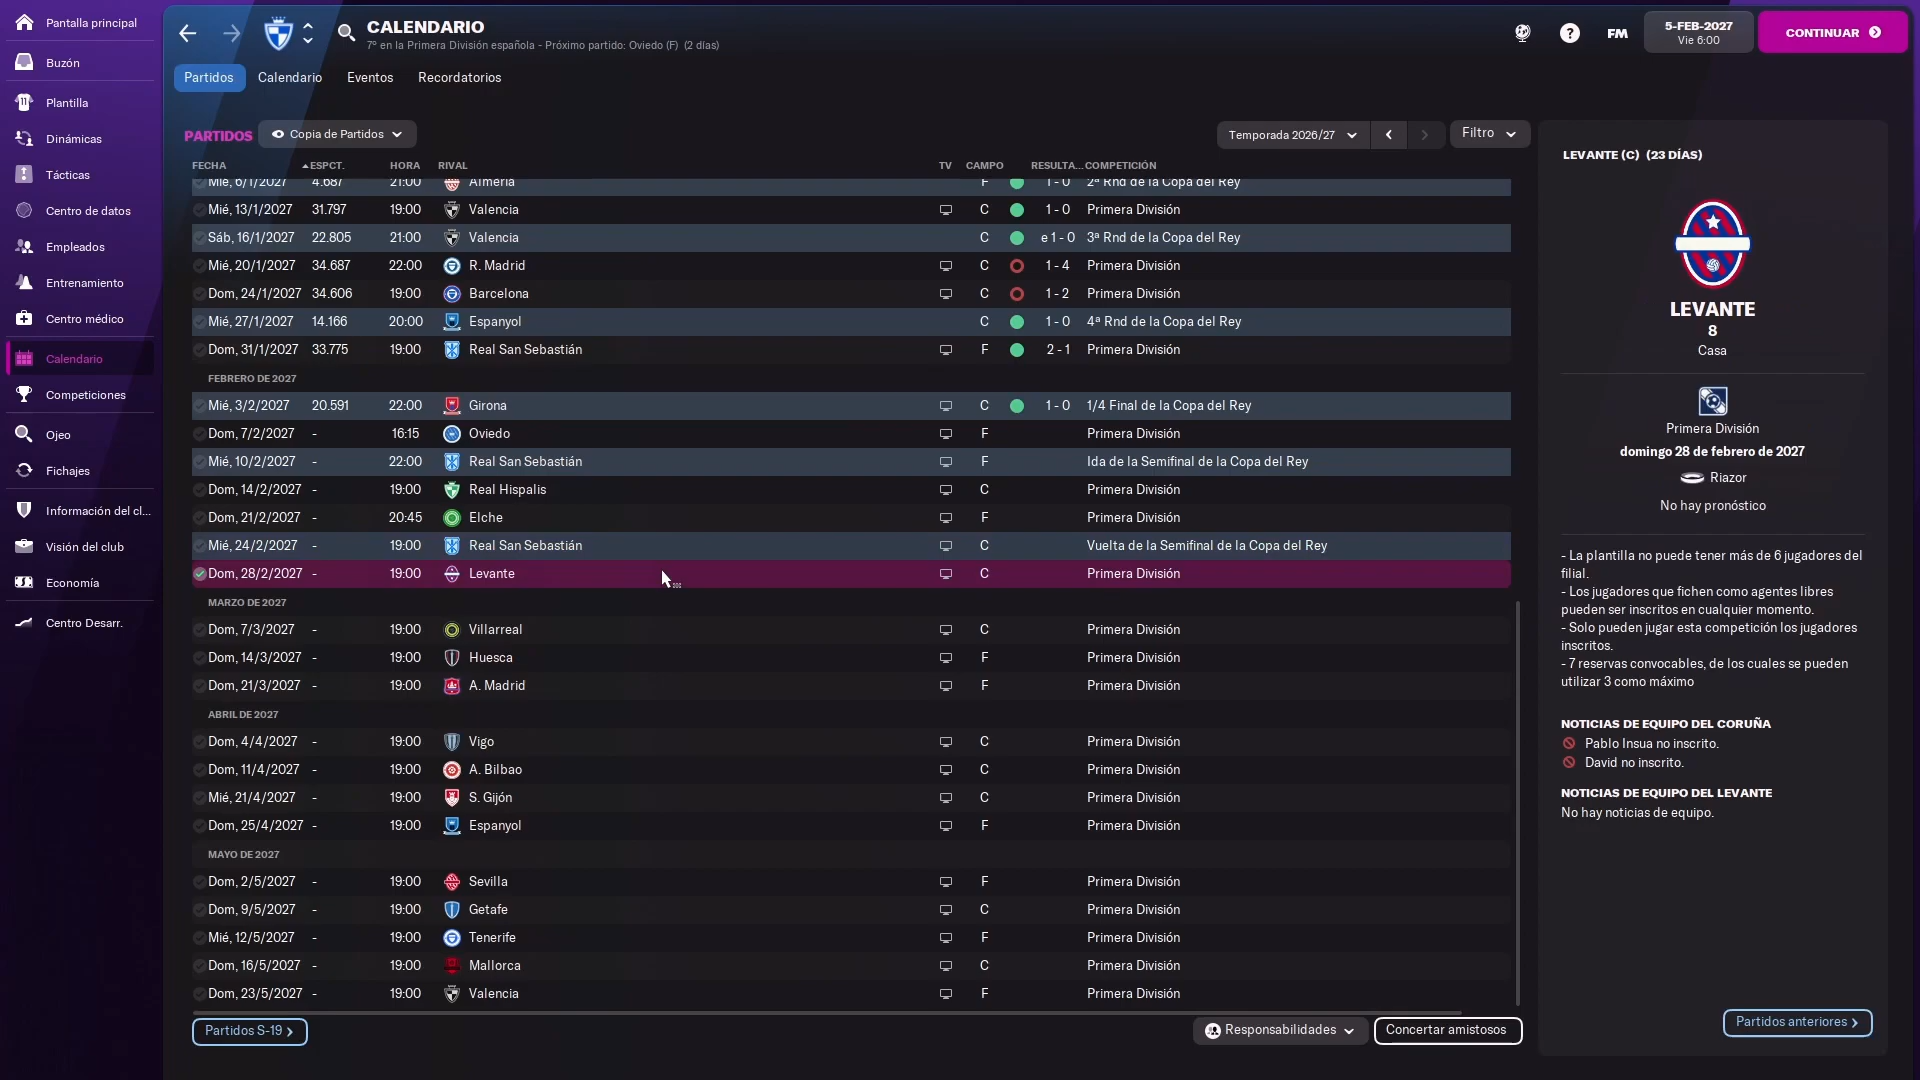 Pantalla principal
Buzón
Plantilla
Dinámicas
Tácticas
Centro de datos
Empleados
Entrenamiento
Centro médico
Calendario
Competiciones
Ojeo
Fichajes
Información del cl...
Visión del club
Economía
Centro Desarr.
CALENDARIO
7º en la Primera División española - Próximo partido: Oviedo (F) (2 días)
FM
5-FEB-2027
Vie 6:00
CONTINUAR
Partidos Calendario Eventos Recordatorios
PARTIDOS Copia de Partidos Temporada 2026/27 Filtro
FECHA ESPCT. HORA RIVAL TV CAMPO RESULTA... COMPETICIÓN
Mié, 6/1/2027 4.687 21:00 Almería F 1 - 0 2ª Rnd de la Copa del Rey
Mié, 13/1/2027 31.797 19:00 Valencia C 1 - 0 Primera División
Sáb, 16/1/2027 22.805 21:00 Valencia C e 1 - 0 3ª Rnd de la Copa del Rey
Mié, 20/1/2027 34.687 22:00 R. Madrid C 1 - 4 Primera División
Dom, 24/1/2027 34.606 19:00 Barcelona C 1 - 2 Primera División
Mié, 27/1/2027 14.166 20:00 Espanyol C 1 - 0 4ª Rnd de la Copa del Rey
Dom, 31/1/2027 33.775 19:00 Real San Sebastián F 2 - 1 Primera División
FEBRERO DE 2027
Mié, 3/2/2027 20.591 22:00 Girona C 1 - 0 1/4 Final de la Copa del Rey
Dom, 7/2/2027 - 16:15 Oviedo F Primera División
Mié, 10/2/2027 - 22:00 Real San Sebastián F Ida de la Semifinal de la Copa del Rey
Dom, 14/2/2027 - 19:00 Real Hispalis C Primera División
Dom, 21/2/2027 - 20:45 Elche F Primera División
Mié, 24/2/2027 - 19:00 Real San Sebastián C Vuelta de la Semifinal de la Copa del Rey
Dom, 28/2/2027 - 19:00 Levante C Primera División
MARZO DE 2027
Dom, 7/3/2027 - 19:00 Villarreal C Primera División
Dom, 14/3/2027 - 19:00 Huesca F Primera División
Dom, 21/3/2027 - 19:00 A. Madrid F Primera División
ABRIL DE 2027
Dom, 4/4/2027 - 19:00 Vigo C Primera División
Dom, 11/4/2027 - 19:00 A. Bilbao C Primera División
Mié, 21/4/2027 - 19:00 S. Gijón C Primera División
Dom, 25/4/2027 - 19:00 Espanyol F Primera División
MAYO DE 2027
Dom, 2/5/2027 - 19:00 Sevilla F Primera División
Dom, 9/5/2027 - 19:00 Getafe C Primera División
Mié, 12/5/2027 - 19:00 Tenerife F Primera División
Dom, 16/5/2027 - 19:00 Mallorca C Primera División
Dom, 23/5/2027 - 19:00 Valencia F Primera División
Partidos S-19 Responsabilidades Concertar amistosos
LEVANTE (C) (23 DÍAS)
LEVANTE
8
Casa
Primera División
domingo 28 de febrero de 2027
Riazor
No hay pronóstico
- La plantilla no puede tener más de 6 jugadores del
filial.
- Los jugadores que fichen como agentes libres
pueden ser inscritos en cualquier momento.
- Solo pueden jugar esta competición los jugadores
inscritos.
- 7 reservas convocables, de los cuales se pueden
utilizar 3 como máximo
NOTICIAS DE EQUIPO DEL CORUÑA
Pablo Insua no inscrito.
David no inscrito.
NOTICIAS DE EQUIPO DEL LEVANTE
No hay noticias de equipo.
Partidos anteriores